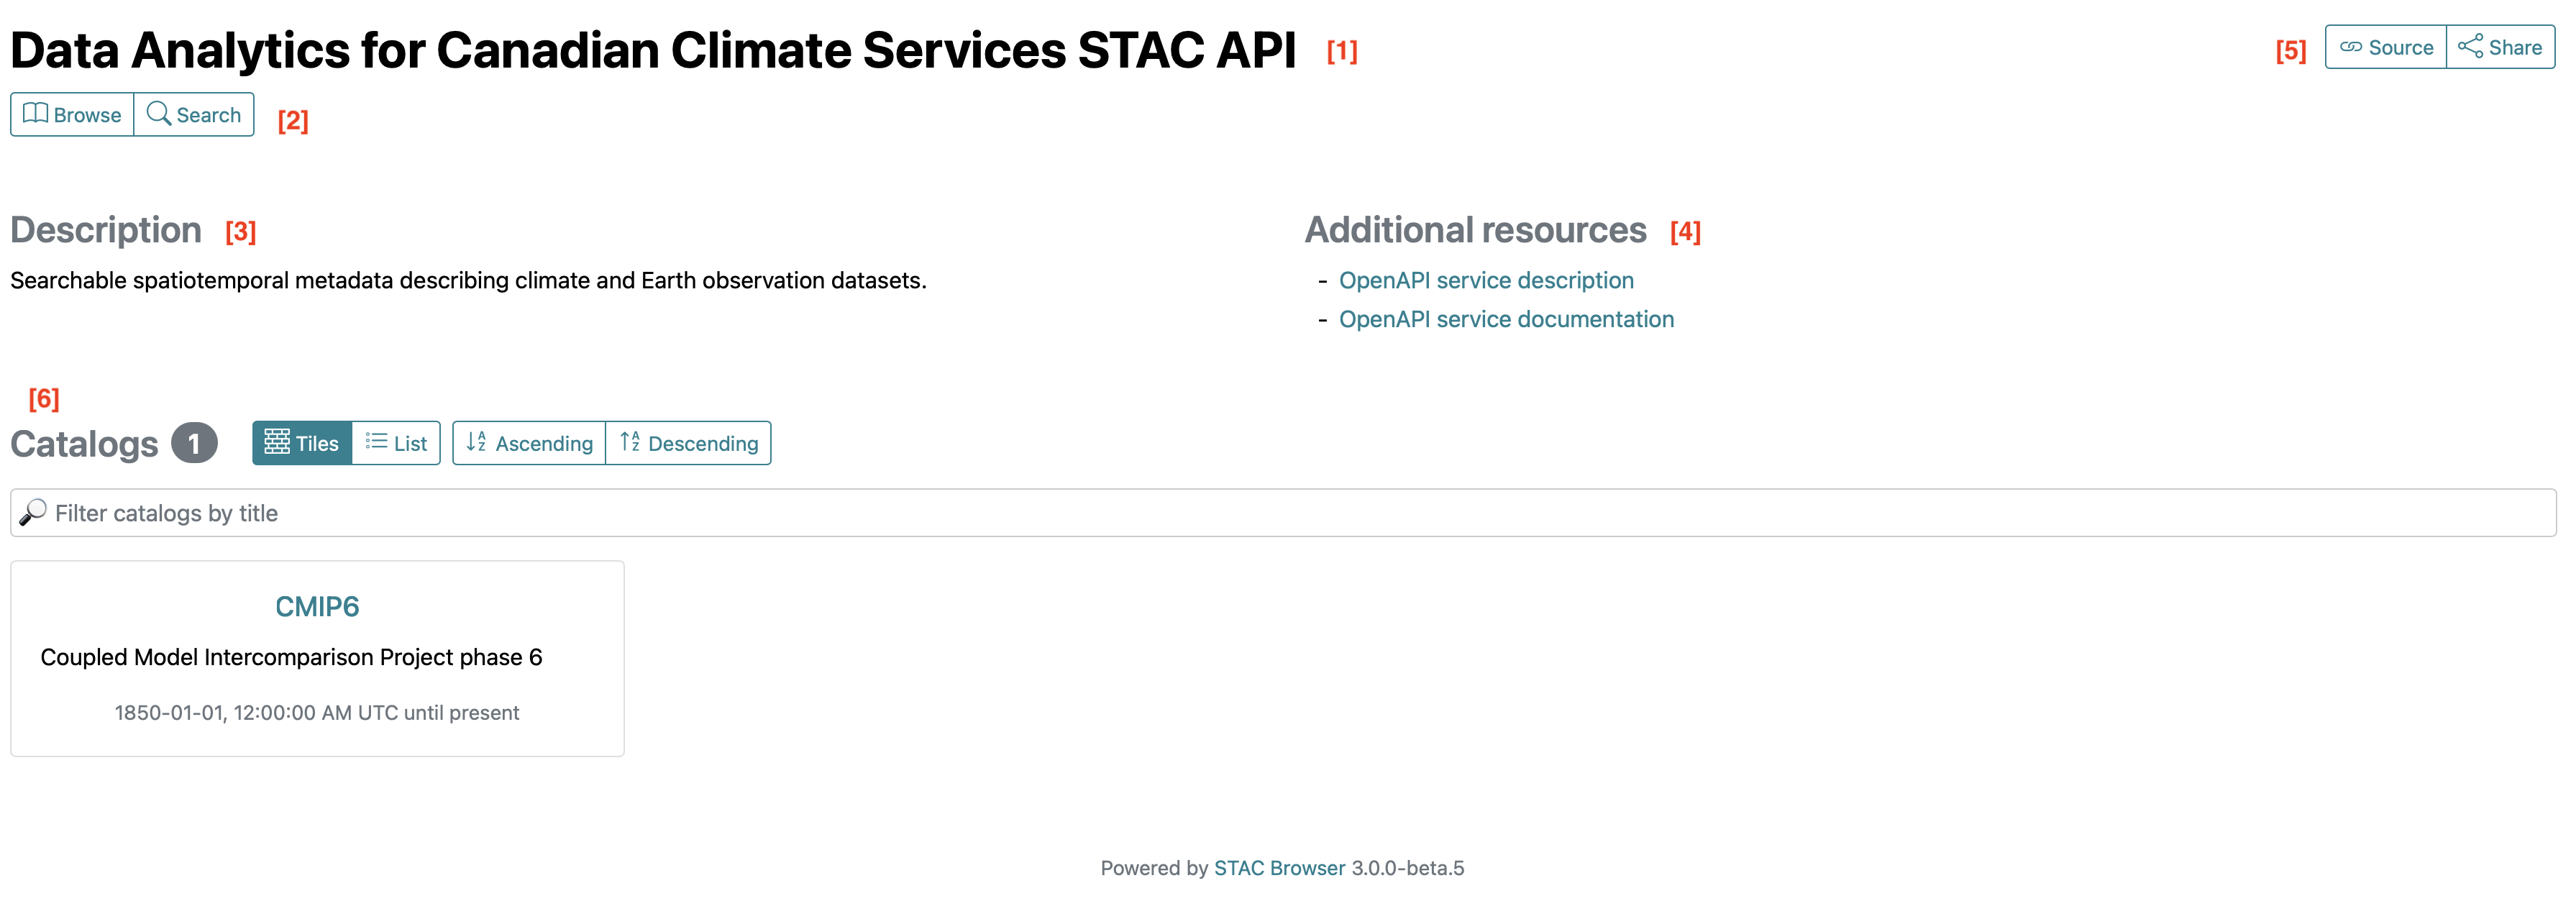 Data Analytics for Canadian Climate Services STAC API [1] [5] Source Share
Browse Search [2]
Description [3]
Searchable spatiotemporal metadata describing climate and Earth observation datasets.
Additional resources [4]
- OpenAPI service description
- OpenAPI service documentation
[6]
Catalogs 1 Tiles List Ascending Descending
Filter catalogs by title
CMIP6
Coupled Model Intercomparison Project phase 6
1850-01-01, 12:00:00 AM UTC until present
Powered by STAC Browser 3.0.0-beta.5